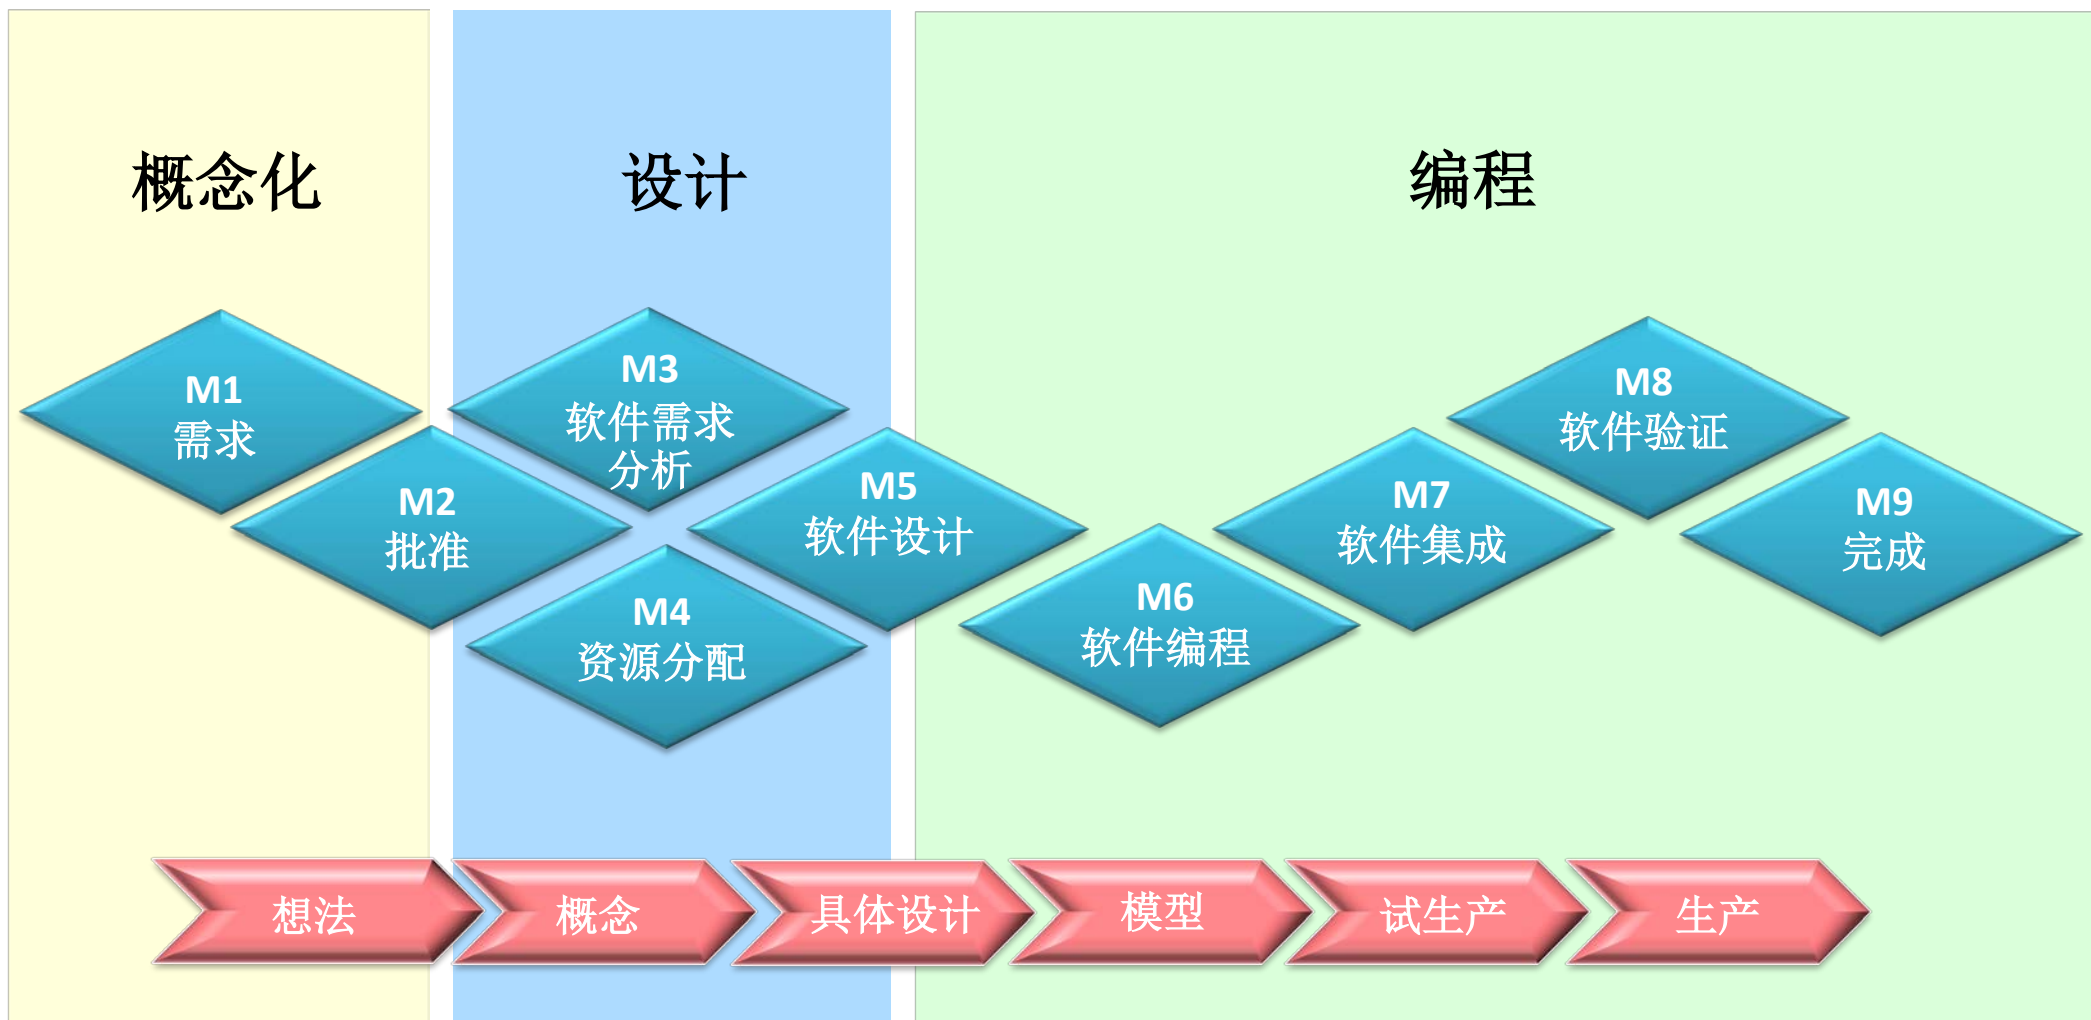 概念化
设计
编程
M1
需求
M2
批准
M3
软件需求
分析
M4
资源分配
M5
软件设计
M6
软件编程
M7
软件集成
M8
软件验证
M9
完成
想法
概念
具体设计
模型
试生产
生产